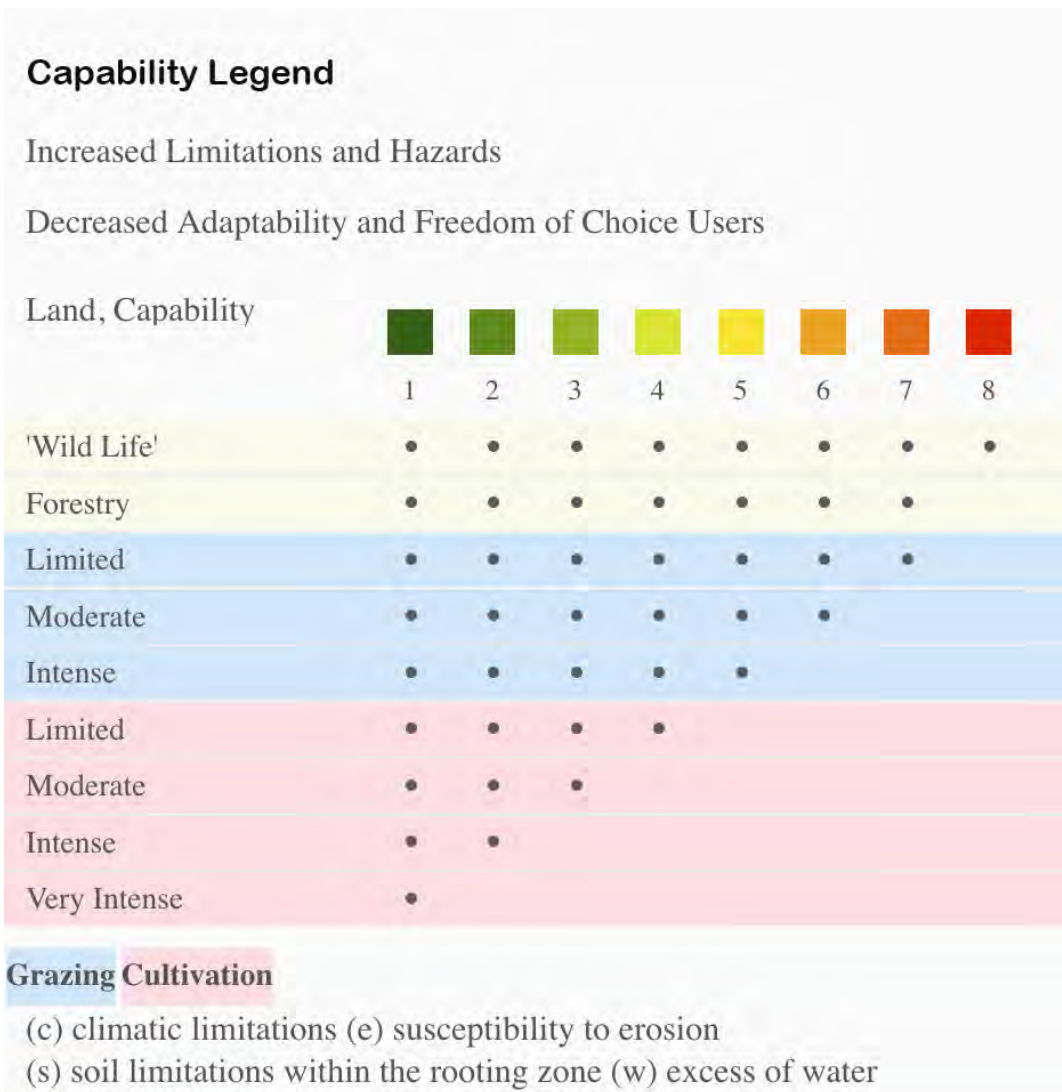 Capability Legend
Increased Limitations and Hazards
Decreased Adaptability and Freedom of Choice Users
Land, Capability
1 2 3 4 5 6 7 8
'Wild Life'
Forestry
Limited
Moderate
Intense
Limited
Moderate
Intense
Very Intense
Grazing Cultivation
(c) climatic limitations (e) susceptibility to erosion
(s) soil limitations within the rooting zone (w) excess of water